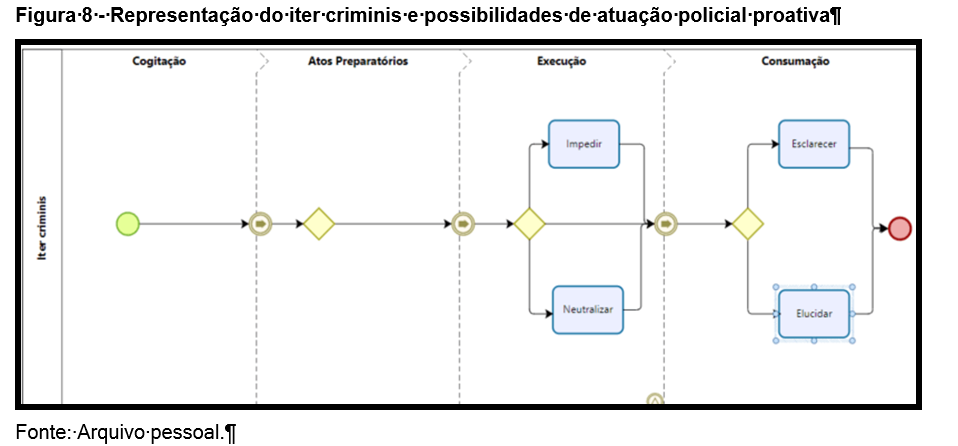 Figura 8 - Representação do iter criminis e possibilidades de atuação policial proativa¶
Cogitação
Atos Preparatórios
Execução
Consumação
Iter criminis
Impedir
Esclarecer
Neutralizar
Elucidar
Fonte: Arquivo pessoal.¶